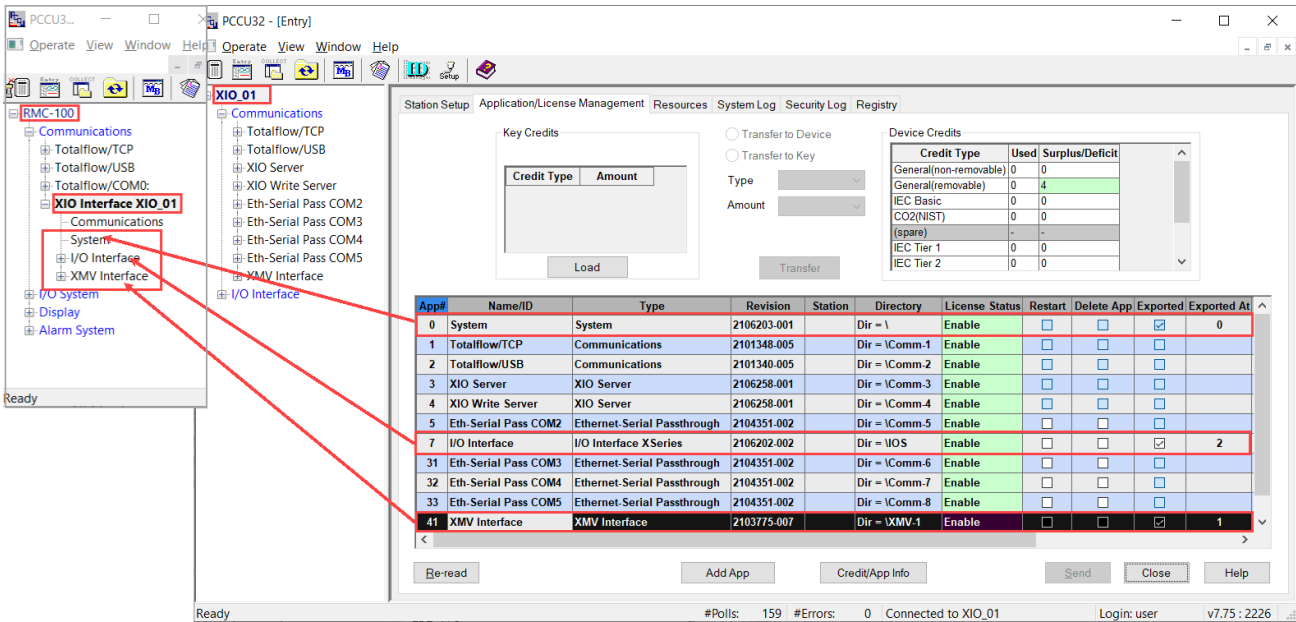 PCCU3...
Operate View Window Help
Entry
COLLECT
MB
RMC-100
Communications
Totalflow/TCP
Totalflow/USB
Totalflow/COM0:
XIO Interface XIO_01
Communications
System
I/O Interface
XMV Interface
I/O System
Display
Alarm System
Ready
PCCU32 - [Entry]
Operate View Window Help
Entry
COLLECT
MB
Setup
XIO_01
Communications
Totalflow/TCP
Totalflow/USB
XIO Server
XIO Write Server
Eth-Serial Pass COM2
Eth-Serial Pass COM3
Eth-Serial Pass COM4
Eth-Serial Pass COM5
XMV Interface
I/O Interface
Station Setup Application/License Management Resources System Log Security Log Registry
Key Credits
Credit Type Amount
Load
Transfer to Device
Transfer to Key
Type
Amount
Transfer
Device Credits
Credit Type Used Surplus/Deficit
General(non-removable) 0 0
General(removable) 0 4
IEC Basic 0 0
CO2(NIST) 0 0
(spare) - -
IEC Tier 1 0 0
IEC Tier 2 0 0
App# Name/ID Type Revision Station Directory License Status Restart Delete App Exported Exported At
0 System System 2106203-001 Dir = \ Enable 0
1 Totalflow/TCP Communications 2101348-005 Dir = \Comm-1 Enable
2 Totalflow/USB Communications 2101340-005 Dir = \Comm-2 Enable
3 XIO Server XIO Server 2106258-001 Dir = \Comm-3 Enable
4 XIO Write Server XIO Server 2106258-001 Dir = \Comm-4 Enable
5 Eth-Serial Pass COM2 Ethernet-Serial Passthrough 2104351-002 Dir = \Comm-5 Enable
7 I/O Interface I/O Interface XSeries 2106202-002 Dir = \IOS Enable 2
31 Eth-Serial Pass COM3 Ethernet-Serial Passthrough 2104351-002 Dir = \Comm-6 Enable
32 Eth-Serial Pass COM4 Ethernet-Serial Passthrough 2104351-002 Dir = \Comm-7 Enable
33 Eth-Serial Pass COM5 Ethernet-Serial Passthrough 2104351-002 Dir = \Comm-8 Enable
41 XMV Interface XMV Interface 2103775-007 Dir = \XMV-1 Enable 1
Re-read Add App Credit/App Info Send Close Help
Ready #Polls: 159 #Errors: 0 Connected to XIO_01 Login: user v7.75 : 2226